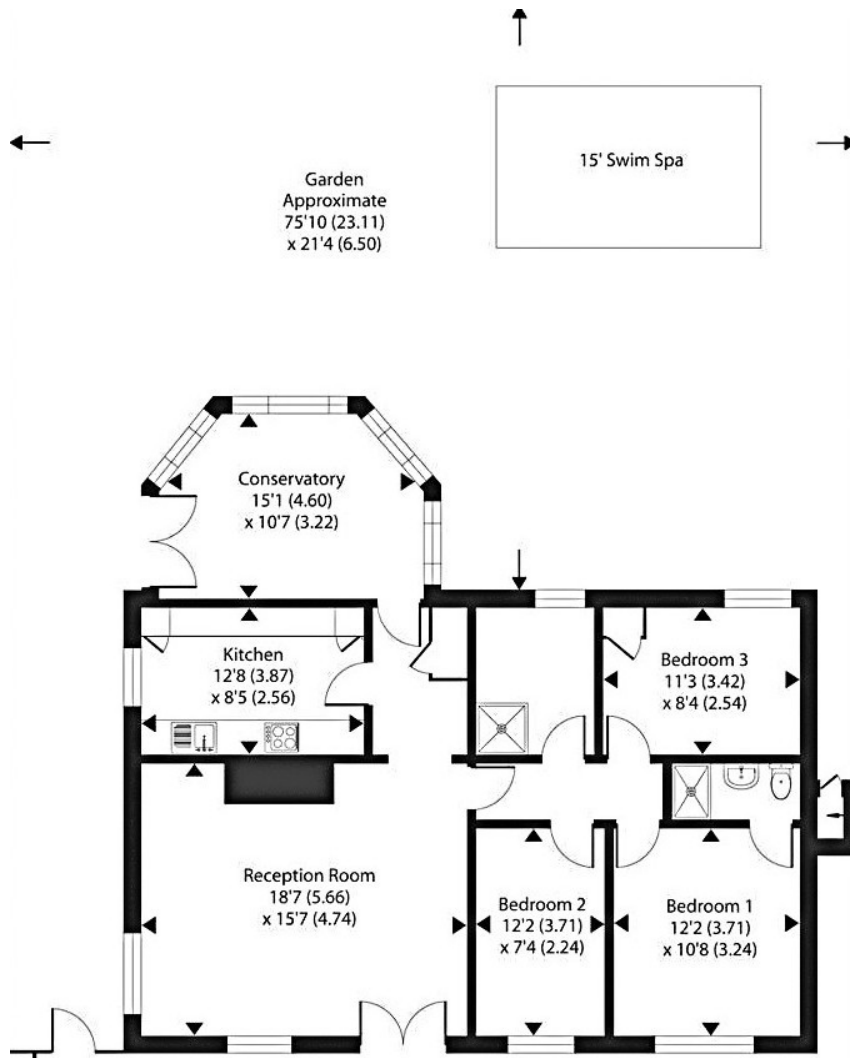 15' Swim Spa
Garden
Approximate
75'10 (23.11)
x 21'4 (6.50)
Conservatory
15'1 (4.60)
x 10'7 (3.22)
Kitchen
12'8 (3.87)
x 8'5 (2.56)
Bedroom 3
11'3 (3.42)
x 8'4 (2.54)
Reception Room
18'7 (5.66)
x 15'7 (4.74)
Bedroom 2
12'2 (3.71)
x 7'4 (2.24)
Bedroom 1
12'2 (3.71)
x 10'8 (3.24)